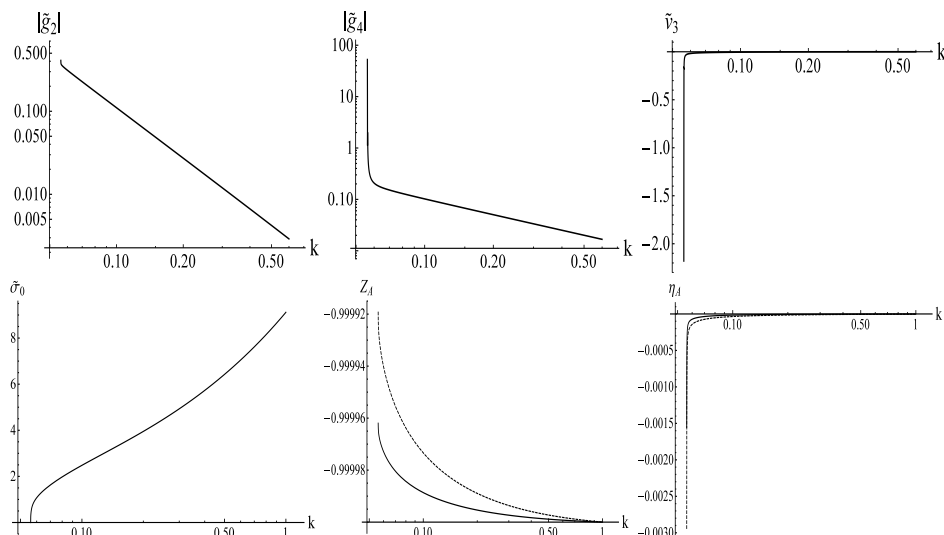 |g̃₂|
0.500
0.100
0.050
0.010
0.005
0.10 0.20 0.50 k
|g̃₄|
100
10
1
0.10
0.10 0.20 0.50 k
ṽ₃
0.10 0.20 0.50 k
−0.5
−1.0
−1.5
−2.0
σ̃₀
8
6
4
2
0.10 0.50 1 k
Z_A
−0.99992
−0.99994
−0.99996
−0.99998
0.10 0.50 1 k
η_A
0.10 0.50 1 k
−0.0005
−0.0010
−0.0015
−0.0020
−0.0025
−0.0030